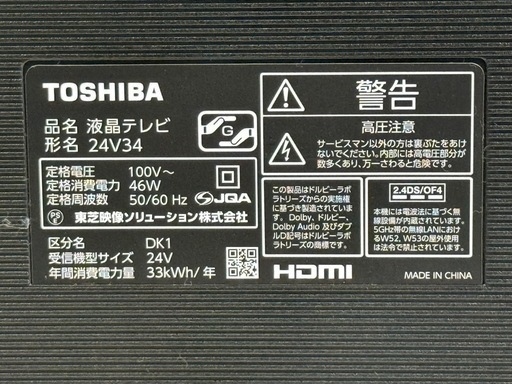 TOSHIBA
品名 液晶テレビ
形名 24V34
G
定格電圧 100V～
定格消費電力 46W
定格周波数 50/60 Hz
JQA
PS
E
東芝映像ソリューション株式会社
区分名 DK1
受信機型サイズ 24V
年間消費電力量 33kWh/年
警告
高圧注意
サービスマン以外の方は裏ぶたをあけ
ないでください。内部には高電圧部分が
数多くあり、万一さわると危険です。
この製品はドルビーラボラ
トリーズからの実施権
に基づき製造されています。
Dolby、ドルビー、
Dolby Audio 及びダブ
ルD記号はドルビーラボラ
トリーズの商標です。
2.4DS/OF4
本機には電波法に基づく無
線設備が内蔵されています。
5GHz帯の無線LANにおけ
るW52、W53の屋外使用
は法令で禁止されています。
HDMI
MADE IN CHINA